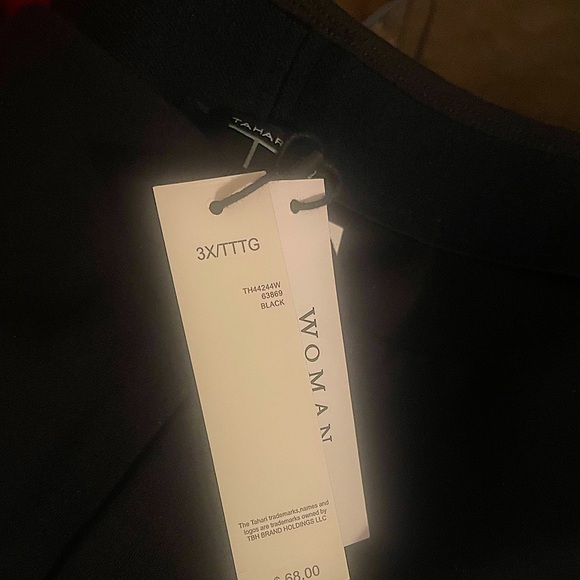 TAHARI
T
3X/TTTG
TH44244W
63869
BLACK
WOMAN
The Tahari trademarks,names and
logos are trademarks owned by
TBH BRAND HOLDINGS LLC
$ 68.00